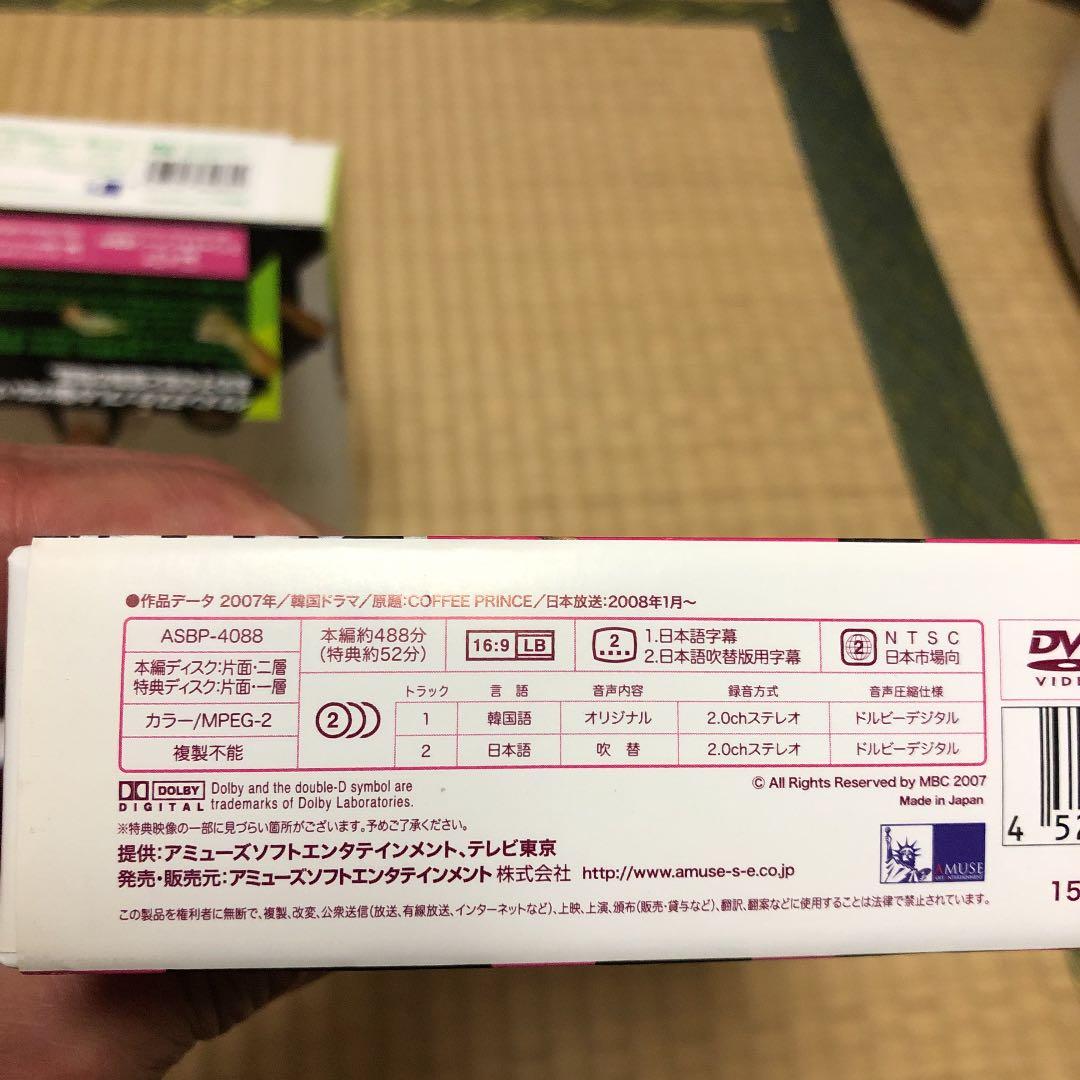 ●作品データ 2007年／韓国ドラマ／原題:COFFEE PRINCE／日本放送:2008年1月〜
ASBP-4088
本編ディスク:片面・二層
特典ディスク:片面・一層
カラー/MPEG-2
複製不能
本編約488分
(特典約52分)
16:9 LB
2
1.日本語字幕
2.日本語吹替版用字幕
2
NTSC
日本市場向
2
トラック 言語 音声内容 録音方式 音声圧縮仕様
1 韓国語 オリジナル 2.0chステレオ ドルビーデジタル
2 日本語 吹替 2.0chステレオ ドルビーデジタル
DOLBY
DIGITAL
Dolby and the double-D symbol are
trademarks of Dolby Laboratories.
© All Rights Reserved by MBC 2007
Made in Japan
※特典映像の一部に見づらい箇所がございます。予めご了承ください。
提供:アミューズソフトエンタテインメント、テレビ東京
発売・販売元:アミューズソフトエンタテインメント 株式会社 http://www.amuse-s-e.co.jp
AMUSE
この製品を権利者に無断で、複製、改変、公衆送信(放送、有線放送、インターネットなど)、上映、上演、頒布(販売・貸与など)、翻訳、翻案などに使用することは法律で禁止されています。
4 52
15